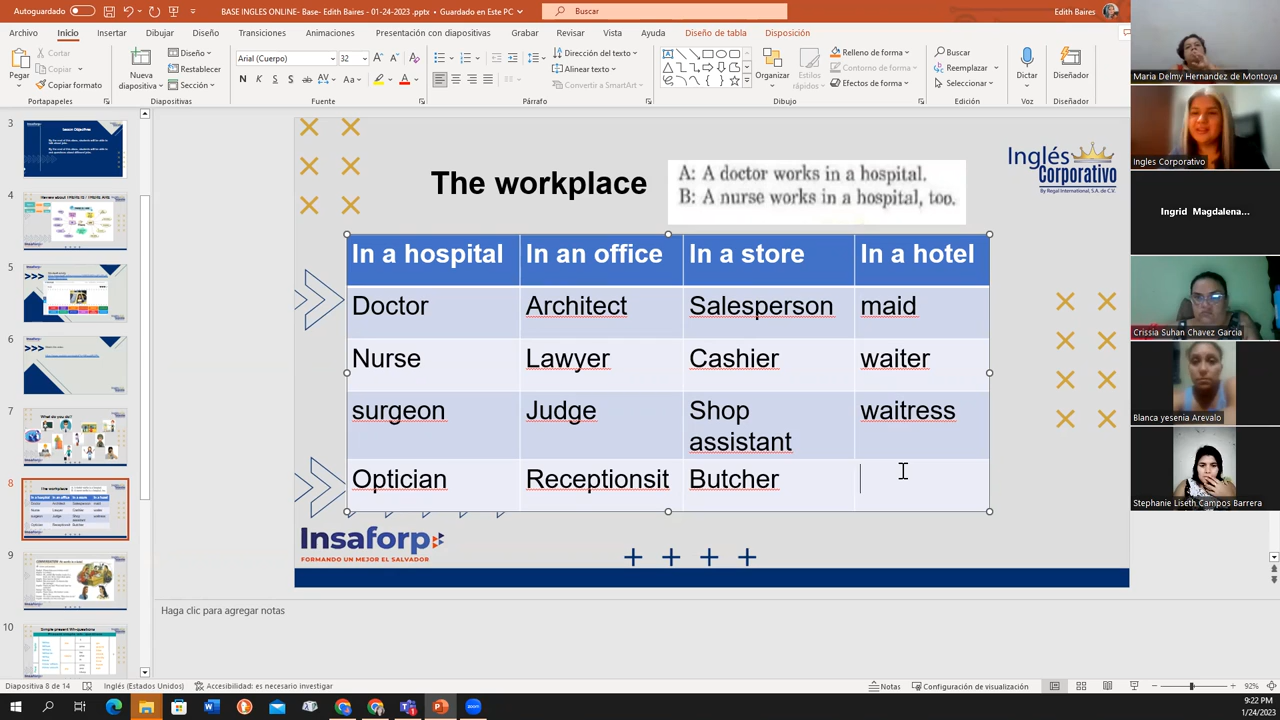 Autoguardado
BASE INGLES ONLINE- Base- Edith Baires - 01-24-2023 .pptx • Guardado en Este PC
Buscar
Edith Baires
Archivo Inicio Insertar Dibujar Diseño Transiciones Animaciones Presentación con diapositivas Grabar Revisar Vista Ayuda Diseño de tabla Disposición
Pegar
Cortar
Copiar
Copiar formato
Portapapeles
Nueva diapositiva
Diseño
Restablecer
Sección
Diapositivas
Arial (Cuerpo) 32
Fuente
Párrafo
Dirección del texto
Alinear texto
Convertir a SmartArt
Organizar
Estilos rápidos
Relleno de forma
Contorno de forma
Efectos de forma
Dibujo
Buscar
Reemplazar
Seleccionar
Edición
Dictar
Voz
Diseñador
Diseñador
3
4
5
6
7
8
9
10
The workplace
A: A doctor works in a hospital.
B: A nurse works in a hospital, too.
Inglés
Corporativo
By Regal International, S.A. de C.V.
In a hospital In an office In a store In a hotel
Doctor Architect Salesperson maid
Nurse Lawyer Cashier waiter
surgeon Judge Shop assistant waitress
Optician Receptionsit Butcher
Insaforp
FORMANDO UN MEJOR EL SALVADOR
Haga clic para agregar notas
Maria Delmy Hernandez de Montoya
Ingles Corporativo
Ingrid Magdalena...
Crissia Suhan Chavez Garcia
Blanca yesenia Arevalo
Stephanie Liseth Campos Barrera
Diapositiva 8 de 14 Inglés (Estados Unidos) Accesibilidad: es necesario investigar Notas Configuración de visualización 92%
9:22 PM
1/24/2023